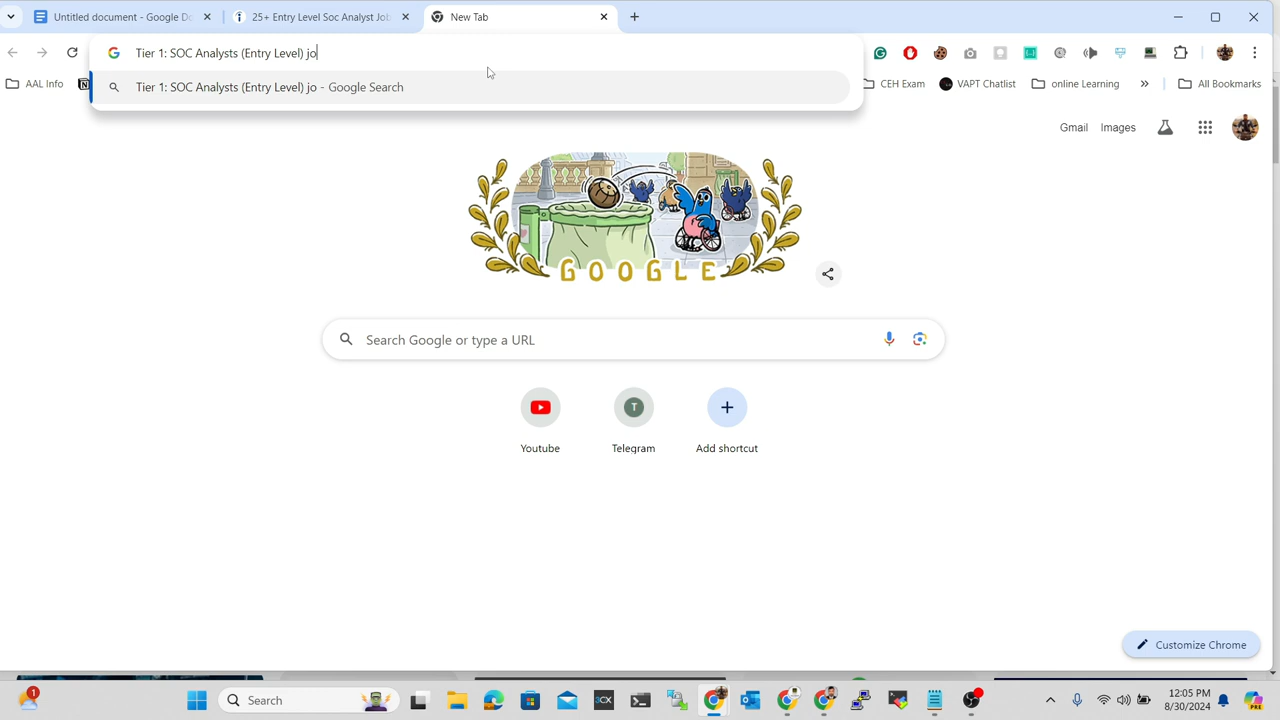 Untitled document - Google Do
25+ Entry Level Soc Analyst Job
New Tab
Tier 1: SOC Analysts (Entry Level) jo
AAL Info
Tier 1: SOC Analysts (Entry Level) jo - Google Search
CEH Exam
VAPT Chatlist
online Learning
All Bookmarks
Gmail
Images
GOOGLE
Search Google or type a URL
T
Youtube
Telegram
Add shortcut
Customize Chrome
1
Search
3CX
12:05 PM
8/30/2024
PRE